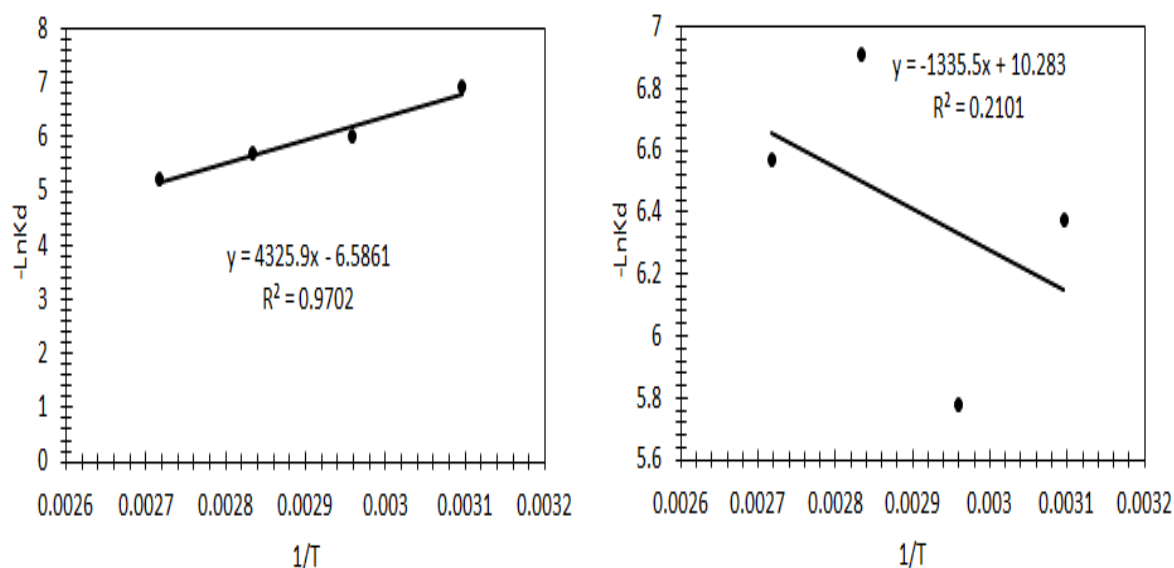 8
7
6
5
4
3
2
1
0
-LnKd
y = 4325.9x - 6.5861
R² = 0.9702
0.0026 0.0027 0.0028 0.0029 0.003 0.0031 0.0032
1/T
7
6.8
6.6
6.4
6.2
6
5.8
5.6
-LnKd
y = -1335.5x + 10.283
R² = 0.2101
0.0026 0.0027 0.0028 0.0029 0.003 0.0031 0.0032
1/T